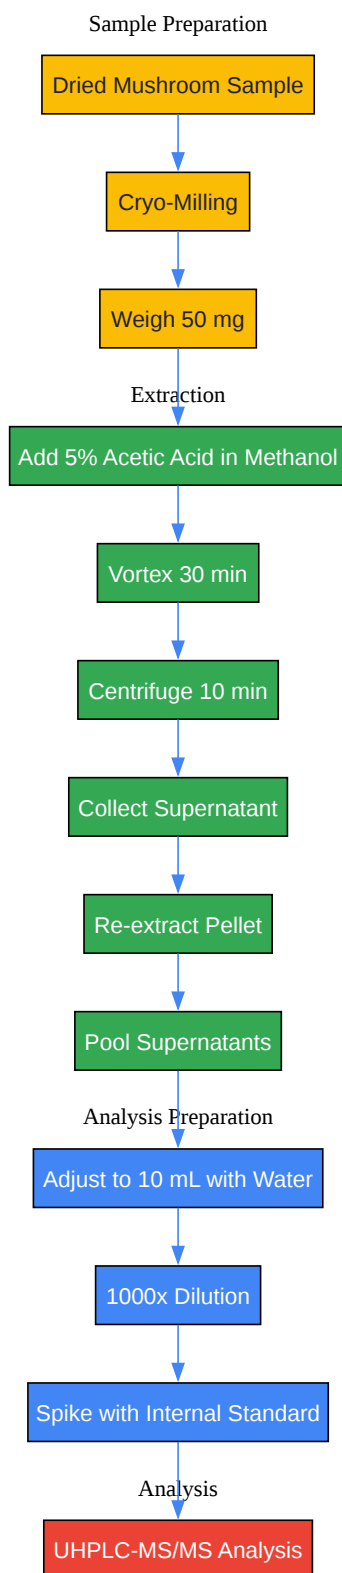 Sample Preparation
Dried Mushroom Sample
Cryo-Milling
Weigh 50 mg
Extraction
Add 5% Acetic Acid in Methanol
Vortex 30 min
Centrifuge 10 min
Collect Supernatant
Re-extract Pellet
Pool Supernatants
Analysis Preparation
Adjust to 10 mL with Water
1000x Dilution
Spike with Internal Standard
Analysis
UHPLC-MS/MS Analysis